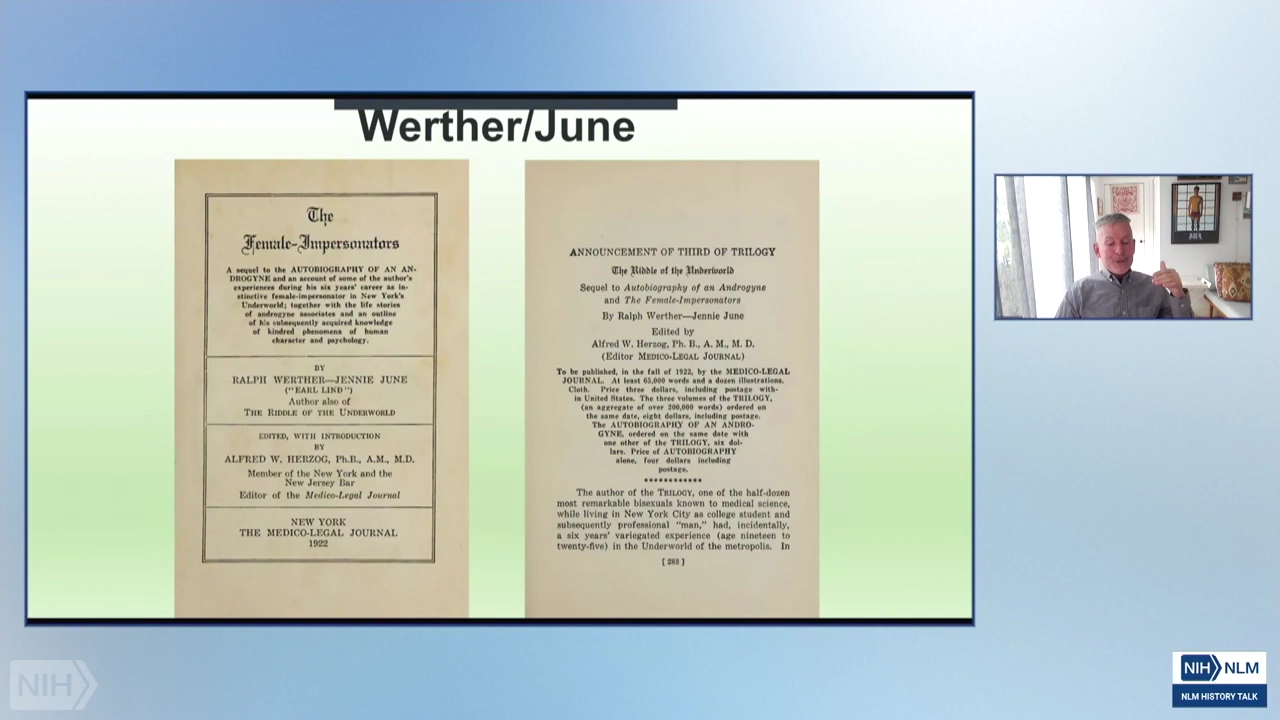 Werther/June
The
Female-Impersonators
A sequel to the AUTOBIOGRAPHY OF AN AN-
DROGYNE and an account of some of the author's
experiences during his six years' career as in-
stinctive female-impersonator in New York's
Underworld; together with the life stories
of androgyne associates and an outline
of his subsequently acquired knowledge
of kindred phenomena of human
character and psychology.
BY
RALPH WERTHER—JENNIE JUNE
("EARL LIND")
Author also of
THE RIDDLE OF THE UNDERWORLD
EDITED, WITH INTRODUCTION
BY
ALFRED W. HERZOG, Ph.B., A.M., M.D.
Member of the New York and the
New Jersey Bar
Editor of the Medico-Legal Journal
NEW YORK
THE MEDICO-LEGAL JOURNAL
1922
ANNOUNCEMENT OF THIRD OF TRILOGY
The Riddle of the Underworld
Sequel to Autobiography of an Androgyne
and The Female-Impersonators
By Ralph Werther—Jennie June
Edited by
Alfred W. Herzog, Ph. B., A. M., M. D.
(Editor MEDICO-LEGAL JOURNAL)
To be published, in the fall of 1922, by the MEDICO-LEGAL
JOURNAL. At least 65,000 words and a dozen illustrations.
Cloth. Price three dollars, including postage with-
in United States. The three volumes of the TRILOGY,
(an aggregate of over 200,000 words) ordered on
the same date, eight dollars, including postage.
The AUTOBIOGRAPHY OF AN ANDRO-
GYNE, ordered on the same date with
one other of the TRILOGY, six dol-
lars. Price of AUTOBIOGRAPHY
alone, four dollars including
postage.
************
The author of the TRILOGY, one of the half-dozen
most remarkable bisexuals known to medical science,
while living in New York City as college student and
subsequently professional "man," had, incidentally,
a six years' variegated experience (age nineteen to
twenty-five) in the Underworld of the metropolis. In
[ 283 ]
NIH
NIH NLM
NLM HISTORY TALK